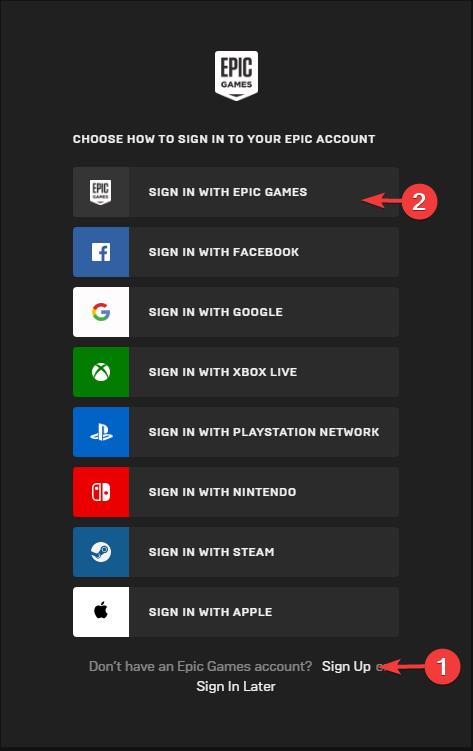 EPIC
GAMES
CHOOSE HOW TO SIGN IN TO YOUR EPIC ACCOUNT
EPIC
GAMES
SIGN IN WITH EPIC GAMES
2
SIGN IN WITH FACEBOOK
SIGN IN WITH GOOGLE
SIGN IN WITH XBOX LIVE
SIGN IN WITH PLAYSTATION NETWORK
SIGN IN WITH NINTENDO
SIGN IN WITH STEAM
SIGN IN WITH APPLE
Don't have an Epic Games account? Sign Up
1
Sign In Later